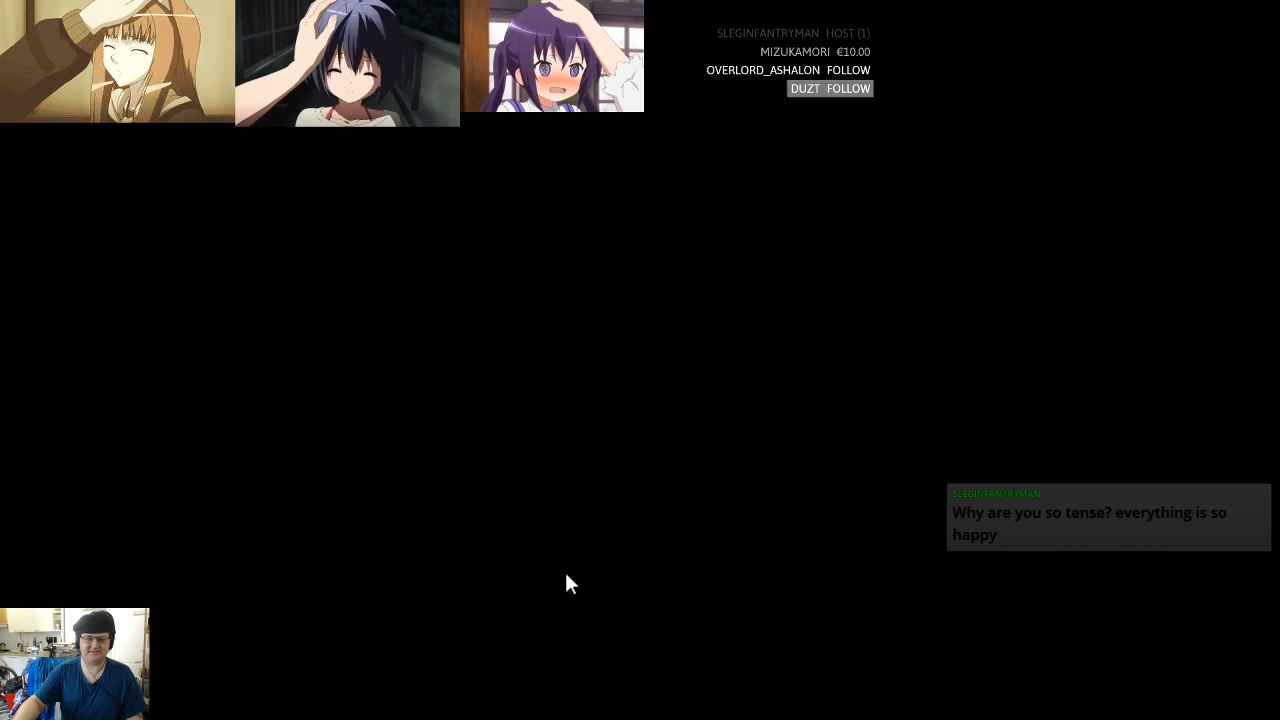 SLEGINFANTRYMAN HOST (1)
MIZUKAMORI €10.00
OVERLORD_ASHALON FOLLOW
DUZT FOLLOW
SLEGINFANTRYMAN
Why are you so tense? everything is so
happy